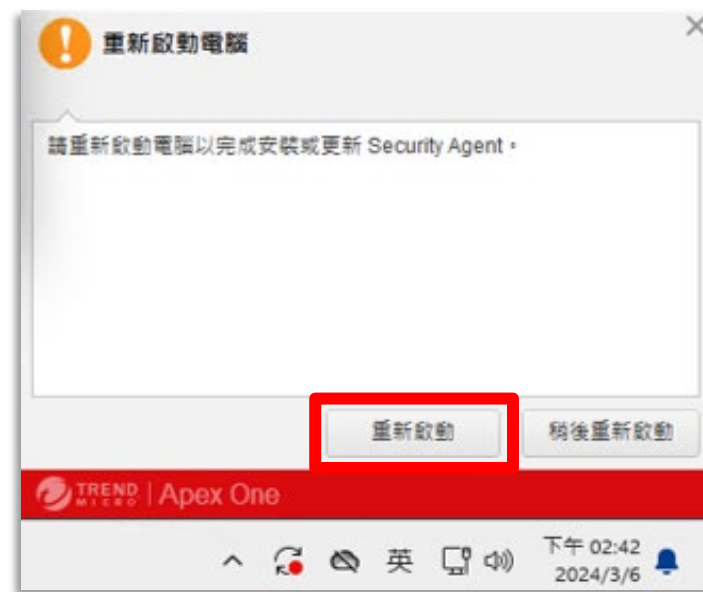 重新啟動電腦
請重新啟動電腦以完成安裝或更新 Security Agent。
重新啟動
稍後重新啟動
TREND MICRO | Apex One
英
下午 02:42
2024/3/6